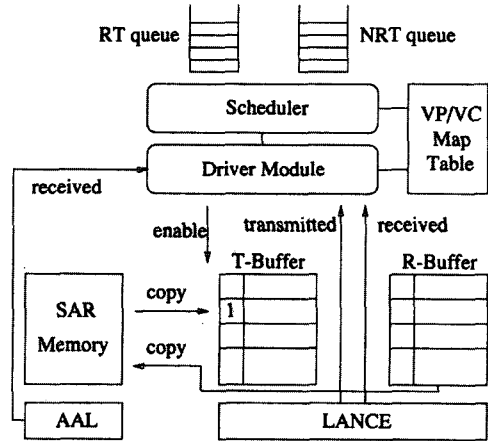 RT queue
NRT queue
Scheduler
VP/VC
Map
Table
Driver Module
received
enable
transmitted
received
T-Buffer
R-Buffer
SAR
Memory
copy
1
copy
AAL
LANCE